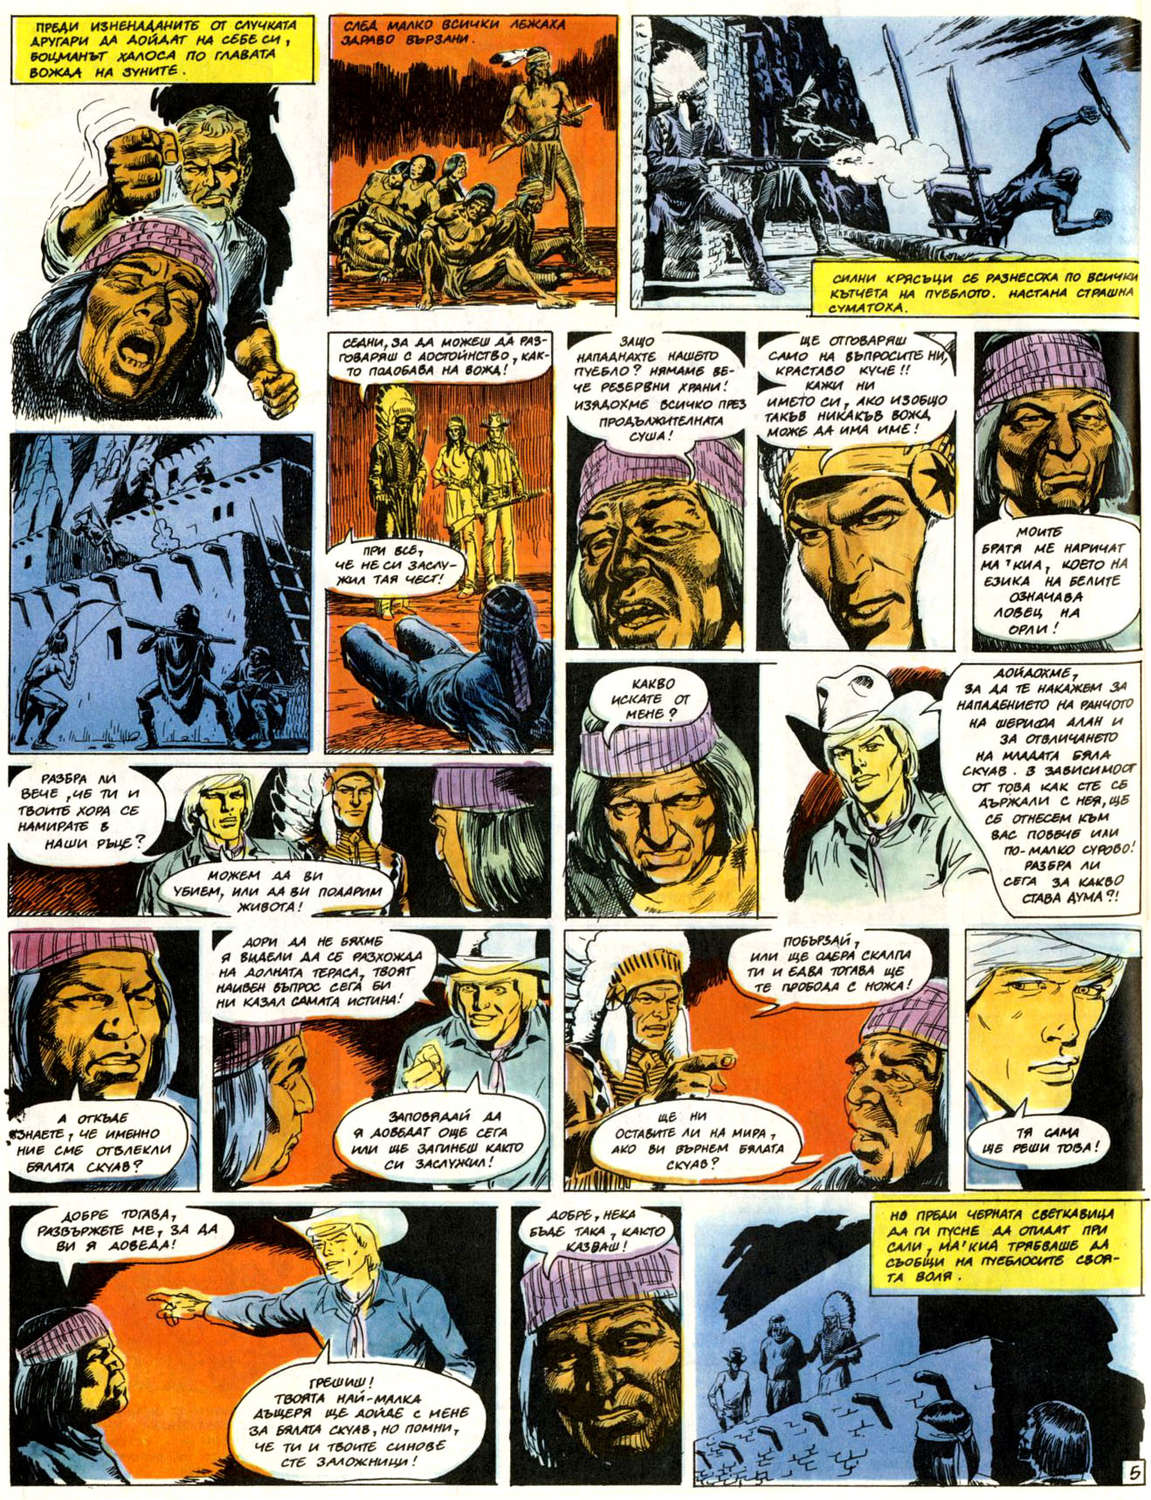 ПРЕДИ ИЗНЕНАДАНИТЕ ОТ СЛУЧКАТА
ДРУГАРИ ДА ДОЙДАТ НА СЕБЕ СИ,
БОЦМАНЪТ ХАЛОСА ПО ГЛАВАТА
ВОЖДА НА ЗУНИТЕ.
СЛЕД МАЛКО ВСИЧКИ ЛЕЖАХА
ЗДРАВО ВЪРЗАНИ.
СИЛНИ КРЯСЪЦИ СЕ РАЗНЕСОХА ПО ВСИЧКИ
КЪТЧЕТА НА ПУЕБЛОТО. НАСТАНА СТРАШНА
СУМАТОХА.
СЕДНИ, ЗА ДА МОЖЕШ ДА РАЗ-
ГОВАРЯШ С ДОСТОЙНСТВО, КАК-
ТО ПОДОБАВА НА ВОЖД!
ПРИ ВСЕ,
ЧЕ НЕ СИ ЗАСЛУ-
ЖИЛ ТАЯ ЧЕСТ!
ЗАЩО
НАПАДНАХТЕ НАШЕТО
ПУЕБЛО? НЯМАМЕ ВЕ-
ЧЕ РЕЗЕРВНИ ХРАНИ!
ИЗЯДОХМЕ ВСИЧКО ПРЕЗ
ПРОДЪЛЖИТЕЛНАТА
СУША!
ЩЕ ОТГОВАРЯШ
САМО НА ВЪПРОСИТЕ НИ,
КРАСТАВО КУЧЕ!!
КАЖИ НИ
ИМЕТО СИ, АКО ИЗОБЩО
ТАКЪВ НИКАКЪВ ВОЖД
МОЖЕ ДА ИМА ИМЕ!
МОИТЕ
БРАТЯ МЕ НАРИЧАТ
МА'КИА, КОЕТО НА
ЕЗИКА НА БЕЛИТЕ
ОЗНАЧАВА
ЛОВЕЦ НА
ОРЛИ!
КАКВО
ИСКАТЕ ОТ
МЕНЕ?
ДОЙДОХМЕ,
ЗА ДА ТЕ НАКАЖЕМ ЗА
НАПАДЕНИЕТО НА РАНЧОТО
НА ШЕРИФА АЛАН И
ЗА ОТВЛИЧАНЕТО
НА МЛАДАТА БЯЛА
СКУАВ. В ЗАВИСИМОСТ
ОТ ТОВА КАК СТЕ СЕ
ДЪРЖАЛИ С НЕЯ, ЩЕ
СЕ ОТНЕСЕМ КЪМ
ВАС ПОВЕЧЕ ИЛИ
ПО-МАЛКО СУРОВО!
РАЗБРА ЛИ
СЕГА ЗА КАКВО
СТАВА ДУМА?!
РАЗБРА ЛИ
ВЕЧЕ, ЧЕ ТИ И
ТВОИТЕ ХОРА СЕ
НАМИРАТЕ В
НАШИ РЪЦЕ?
МОЖЕМ ДА ВИ
УБИЕМ, ИЛИ ДА ВИ ПОДАРИМ
ЖИВОТА!
А ОТКЪДЕ
ЗНАЕТЕ, ЧЕ ИМЕННО
НИЕ СМЕ ОТВЛЕКЛИ
БЯЛАТА СКУАВ?
ДОРИ ДА НЕ БЯХМЕ
Я ВИДЕЛИ ДА СЕ РАЗХОЖДА
НА ДОЛНАТА ТЕРАСА, ТВОЯТ
НАИВЕН ВЪПРОС СЕГА БИ
НИ КАЗАЛ САМАТА ИСТИНА!
ЗАПОВЯДАЙ ДА
Я ДОВЕДАТ ОЩЕ СЕГА
ИЛИ ЩЕ ЗАГИНЕШ КАКТО
СИ ЗАСЛУЖИЛ!
ПОБЪРЗАЙ,
ИЛИ ЩЕ ОДЕРА СКАЛПА
ТИ И ЕДВА ТОГАВА ЩЕ
ТЕ ПРОБОДА С НОЖА!
ЩЕ НИ
ОСТАВИТЕ ЛИ НА МИРА,
АКО ВИ ВЪРНЕМ БЯЛАТА
СКУАВ?
ТЯ САМА
ЩЕ РЕШИ ТОВА!
ДОБРЕ ТОГАВА,
РАЗВЪРЖЕТЕ МЕ, ЗА ДА
ВИ Я ДОВЕДА!
ГРЕШИШ!
ТВОЯТА НАЙ-МАЛКА
ДЪЩЕРЯ ЩЕ ДОЙДЕ С МЕНЕ
ЗА БЯЛАТА СКУАВ, НО ПОМНИ,
ЧЕ ТИ И ТВОИТЕ СИНОВЕ
СТЕ ЗАЛОЖНИЦИ!
ДОБРЕ, НЕКА
БЪДЕ ТАКА, КАКТО
КАЗВАШ!
НО ПРЕДИ ЧЕРНАТА СВЕТКАВИЦА
ДА ГИ ПУСНЕ ДА ОТИДАТ ПРИ
САЛИ, МА'КИА ТРЯБВАШЕ ДА
СЪОБЩИ НА ПУЕБЛОСИТЕ СВОЯ-
ТА ВОЛЯ.
5